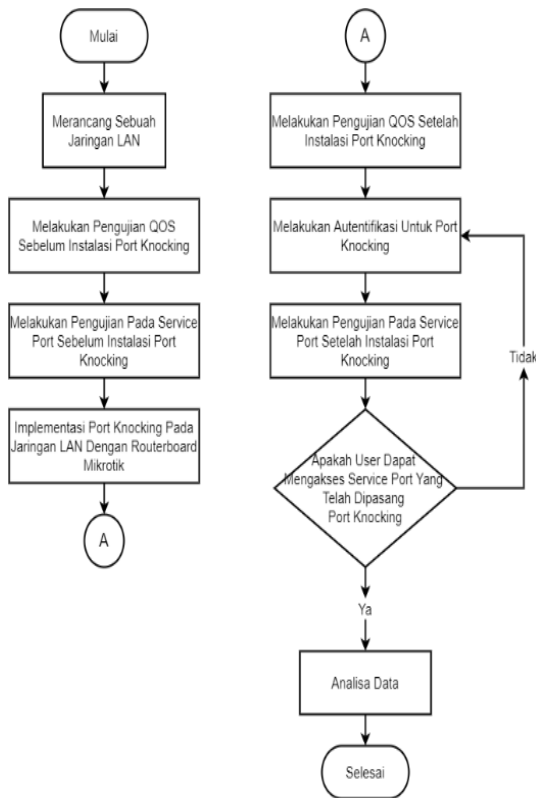 Mulai
Merancang Sebuah
Jaringan LAN
Melakukan Pengujian QOS
Sebelum Instalasi Port Knocking
Melakukan Pengujian Pada Service
Port Sebelum Instalasi Port
Knocking
Implementasi Port Knocking Pada
Jaringan LAN Dengan Routerboard
Mikrotik
A
A
Melakukan Pengujian QOS Setelah
Instalasi Port Knocking
Melakukan Autentifikasi Untuk Port
Knocking
Melakukan Pengujian Pada Service
Port Setelah Instalasi Port
Knocking
Apakah User Dapat
Mengakses Service Port Yang
Telah Dipasang
Port Knocking
Tidak
Ya
Analisa Data
Selesai